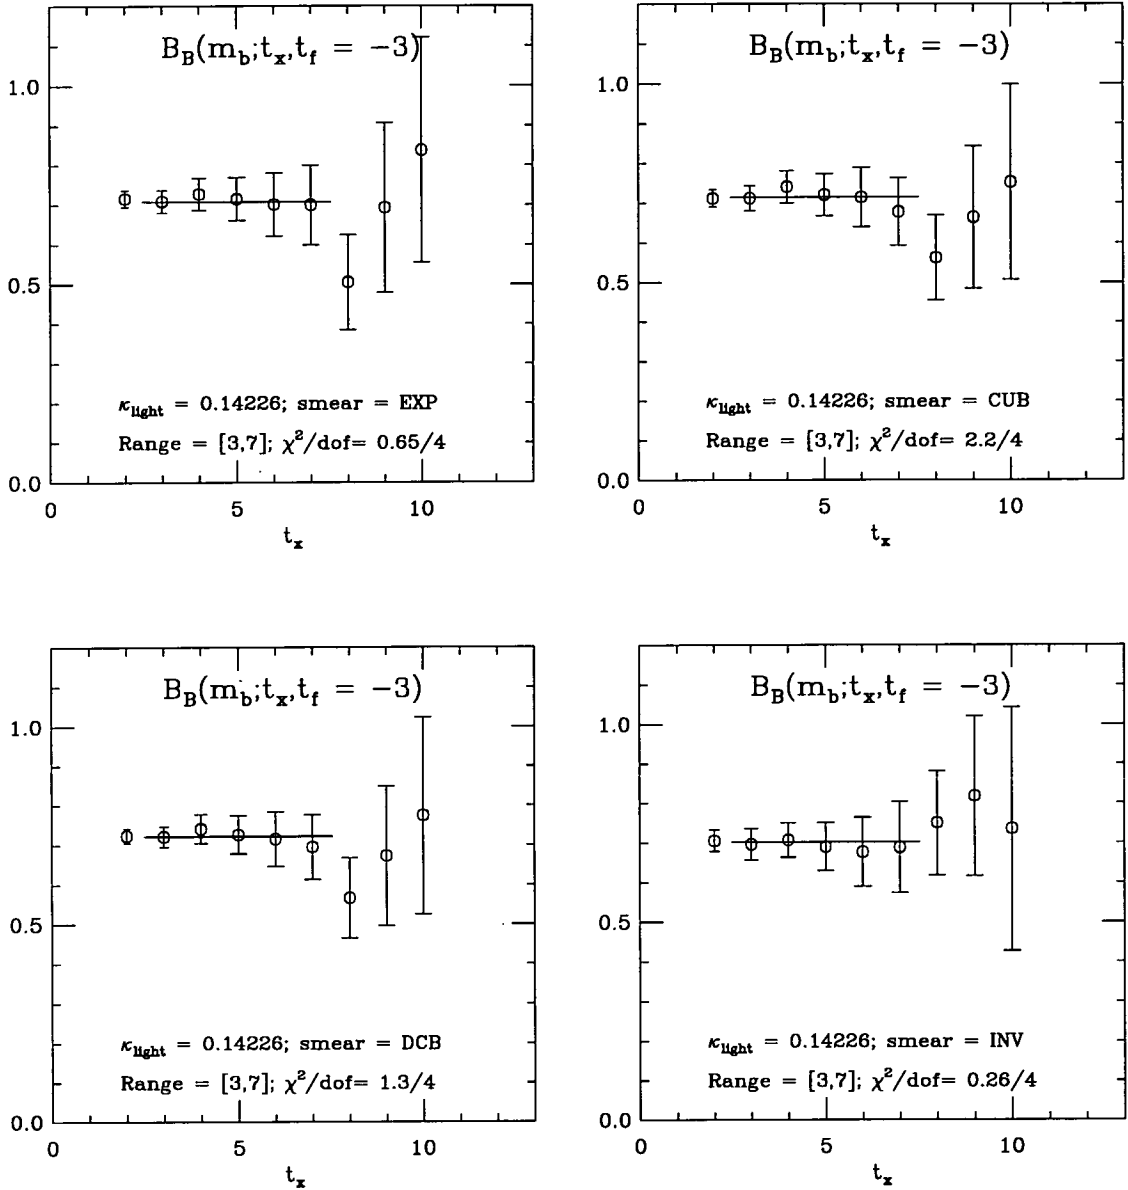 B_B(m_b;t_x,t_f = −3)
1.0
0.5
κ_light = 0.14226; smear = EXP
Range = [3,7]; χ²/dof= 0.65/4
0.0
0 5 10
t_x
B_B(m_b;t_x,t_f = −3)
1.0
0.5
κ_light = 0.14226; smear = CUB
Range = [3,7]; χ²/dof= 2.2/4
0.0
0 5 10
t_x
B_B(m_b;t_x,t_f = −3)
1.0
0.5
κ_light = 0.14226; smear = DCB
Range = [3,7]; χ²/dof= 1.3/4
0.0
0 5 10
t_x
B_B(m_b;t_x,t_f = −3)
1.0
0.5
κ_light = 0.14226; smear = INV
Range = [3,7]; χ²/dof= 0.26/4
0.0
0 5 10
t_x